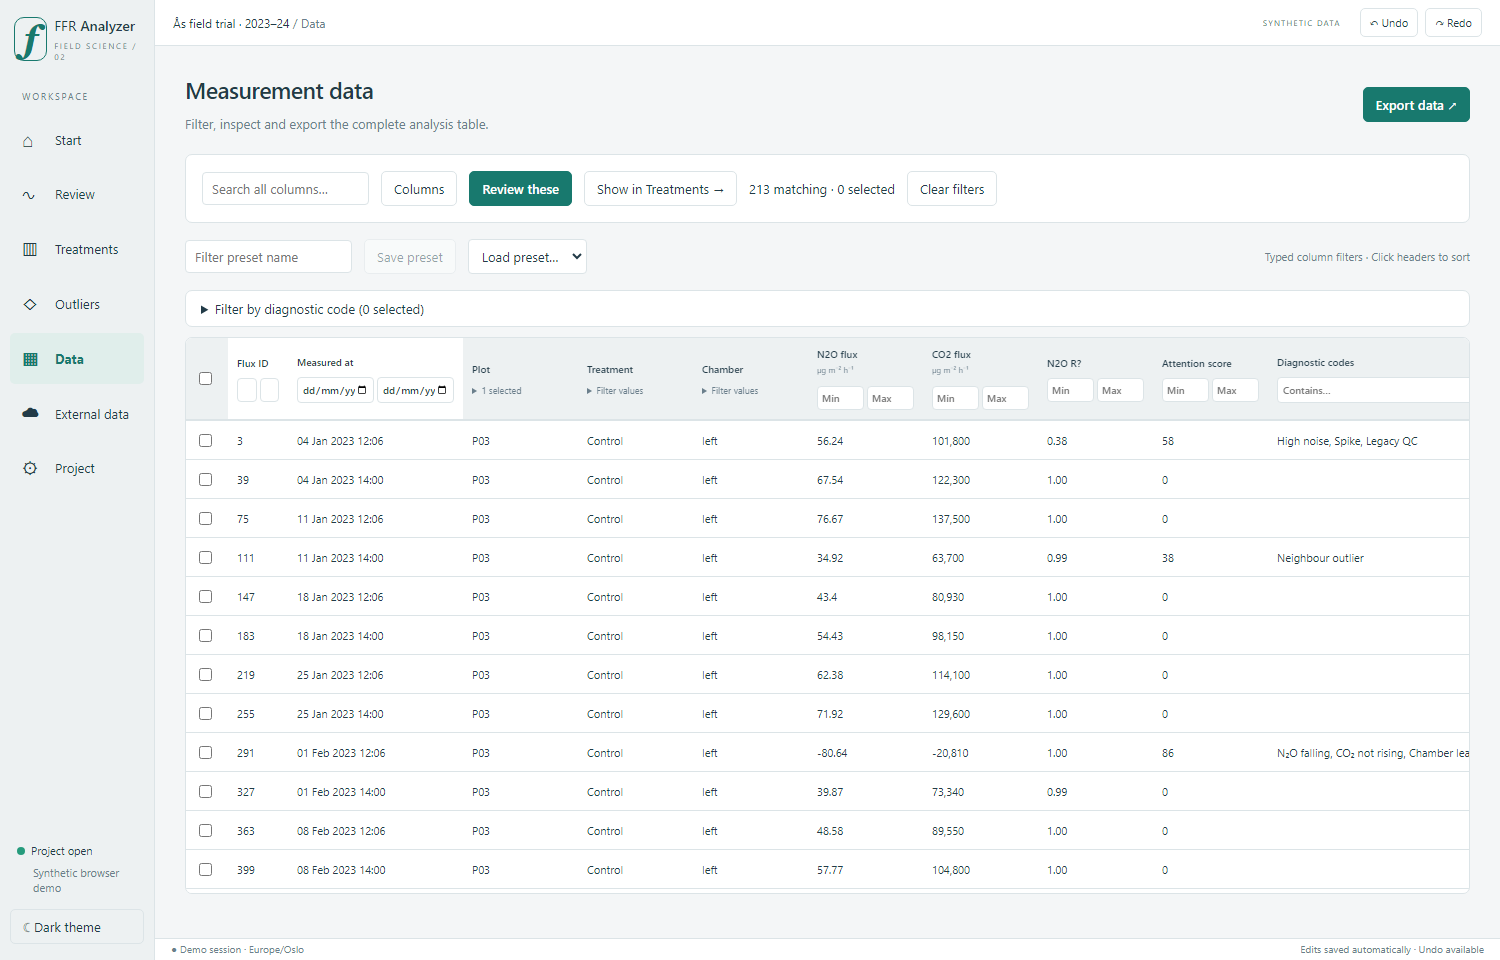 FFR Analyzer
FIELD SCIENCE /
02
WORKSPACE
Start
Review
Treatments
Outliers
Data
External data
Project
Project open
Synthetic browser
demo
Dark theme
Ås field trial · 2023–24 / Data
SYNTHETIC DATA
Undo
Redo
Measurement data
Filter, inspect and export the complete analysis table.
Export data ↗
Search all columns...
Columns
Review these
Show in Treatments →
213 matching · 0 selected
Clear filters
Filter preset name
Save preset
Load preset...
Typed column filters · Click headers to sort
▶ Filter by diagnostic code (0 selected)
Flux ID
Measured at
dd/mm/yy dd/mm/yy
Plot
▶ 1 selected
Treatment
▶ Filter values
Chamber
▶ Filter values
N2O flux
µg m⁻² h⁻¹
Min Max
CO2 flux
µg m⁻² h⁻¹
Min Max
N2O R?
Min Max
Attention score
Min Max
Diagnostic codes
Contains...
3 04 Jan 2023 12:06 P03 Control left 56.24 101,800 0.38 58 High noise, Spike, Legacy QC
39 04 Jan 2023 14:00 P03 Control left 67.54 122,300 1.00 0
75 11 Jan 2023 12:06 P03 Control left 76.67 137,500 1.00 0
111 11 Jan 2023 14:00 P03 Control left 34.92 63,700 0.99 38 Neighbour outlier
147 18 Jan 2023 12:06 P03 Control left 43.4 80,930 1.00 0
183 18 Jan 2023 14:00 P03 Control left 54.43 98,150 1.00 0
219 25 Jan 2023 12:06 P03 Control left 62.38 114,100 1.00 0
255 25 Jan 2023 14:00 P03 Control left 71.92 129,600 1.00 0
291 01 Feb 2023 12:06 P03 Control left -80.64 -20,810 1.00 86 N₂O falling, CO₂ not rising, Chamber lea
327 01 Feb 2023 14:00 P03 Control left 39.87 73,340 0.99 0
363 08 Feb 2023 12:06 P03 Control left 48.58 89,550 1.00 0
399 08 Feb 2023 14:00 P03 Control left 57.77 104,800 1.00 0
Demo session · Europe/Oslo
Edits saved automatically · Undo available